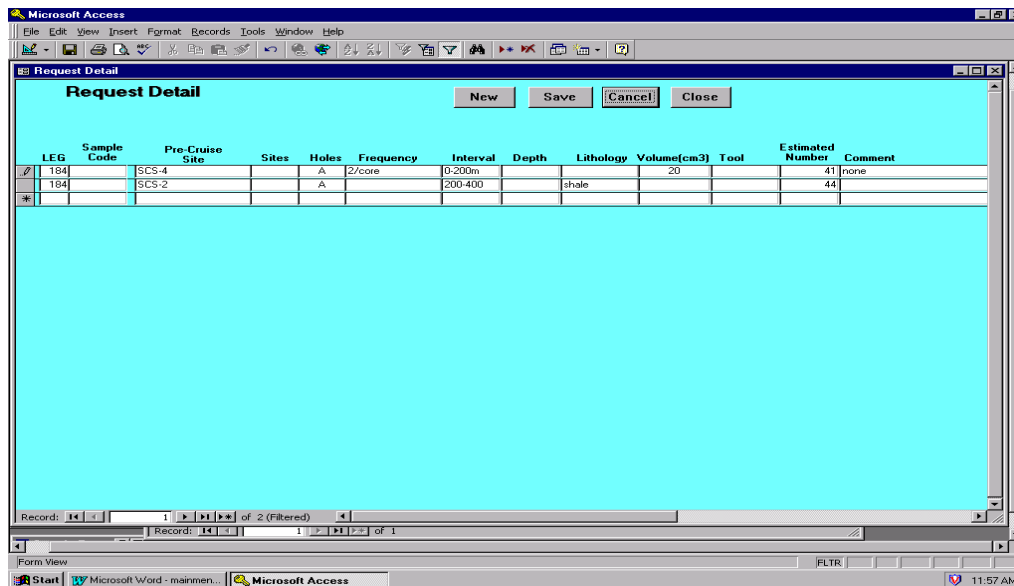 Microsoft Access
File Edit View Insert Format Records Tools Window Help
Request Detail
Request Detail
New Save Cancel Close
LEG Sample Code Pre-Cruise Site Sites Holes Frequency Interval Depth Lithology Volume(cm3) Tool Estimated Number Comment
184 SCS-4 A 2/core 0-200m 20 41 none
184 SCS-2 A 200-400 shale 44
Record: 1 of 2 (Filtered)
Record: 1 of 1
Form View FLTR
Start Microsoft Word - mainmen... Microsoft Access 11:57 AM